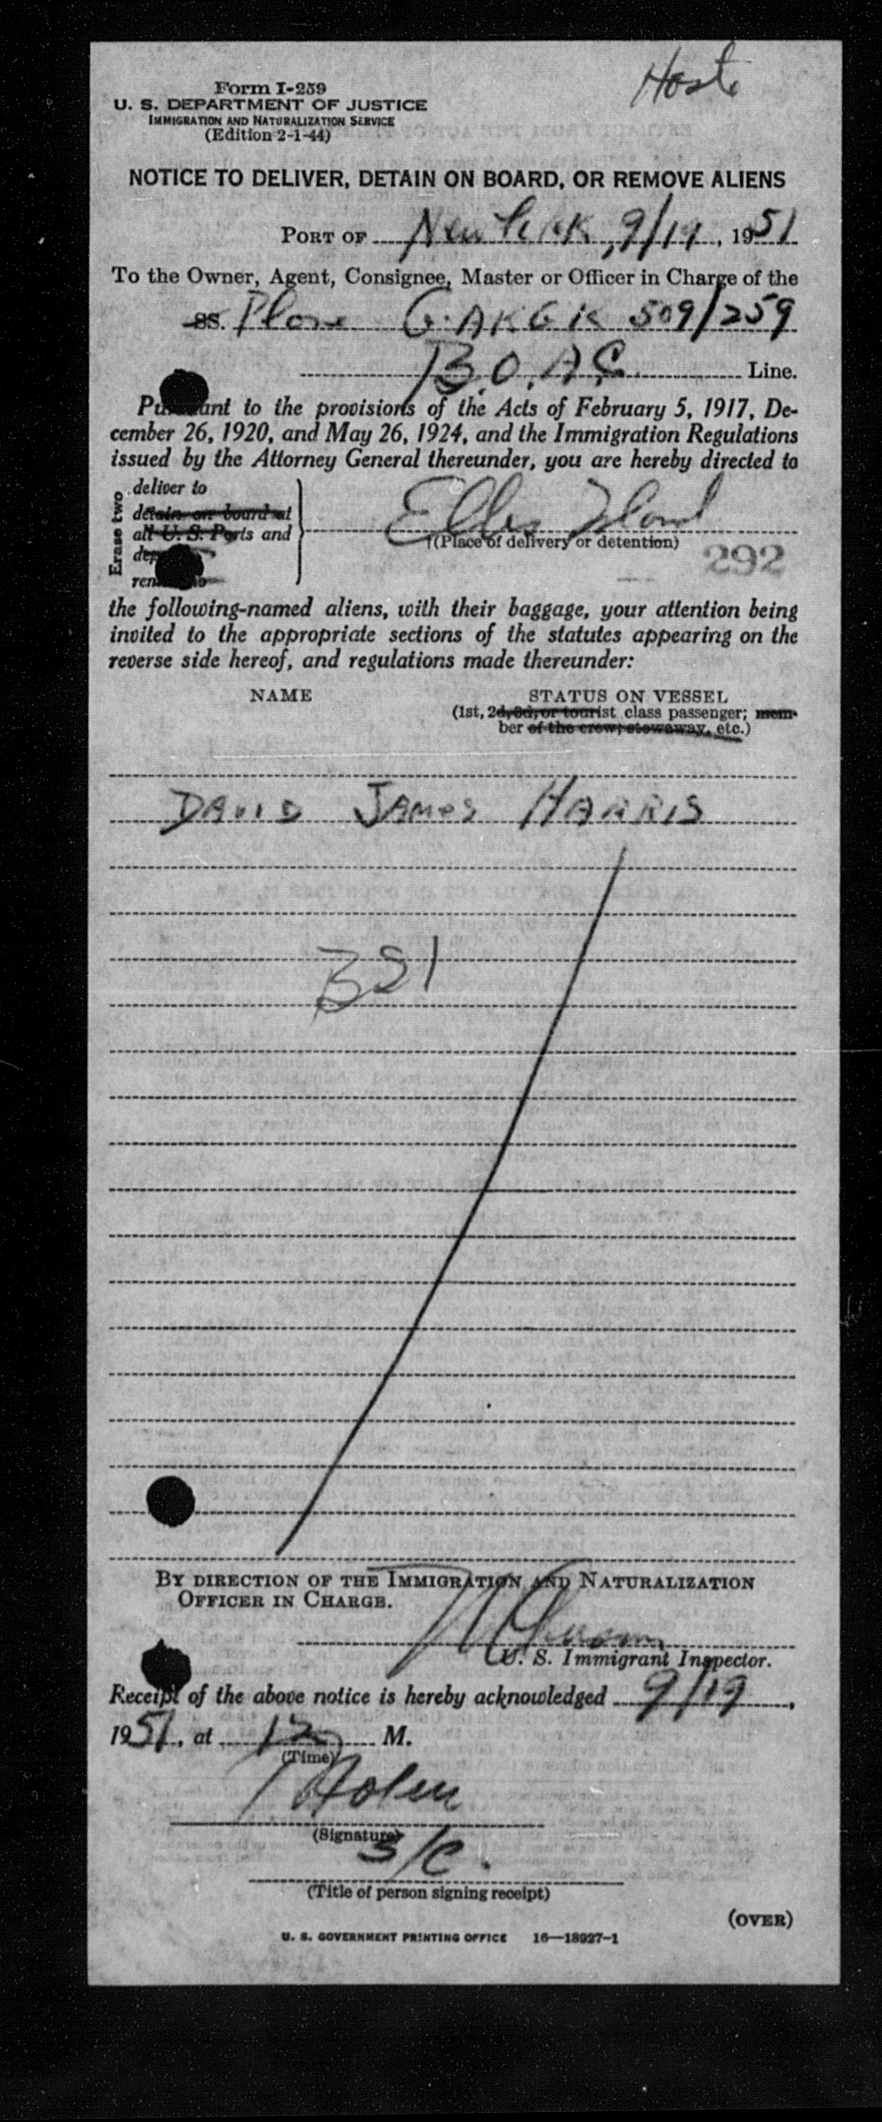 Form I-259
U. S. DEPARTMENT OF JUSTICE
IMMIGRATION AND NATURALIZATION SERVICE
(Edition 2-1-44)
NOTICE TO DELIVER, DETAIN ON BOARD, OR REMOVE ALIENS
PORT OF New York, 9/19, 1951
To the Owner, Agent, Consignee, Master or Officer in Charge of the
SS. Plane G. AKGK 509/259
B.O.A.C. Line.
Pursuant to the provisions of the Acts of February 5, 1917, De-
cember 26, 1920, and May 26, 1924, and the Immigration Regulations
issued by the Attorney General thereunder, you are hereby directed to
Erase two
deliver to
detain on board at
all U. S. Ports and
Ellis Island
(Place of delivery or detention)
292
the following-named aliens, with their baggage, your attention being
invited to the appropriate sections of the statutes appearing on the
reverse side hereof, and regulations made thereunder:
NAME STATUS ON VESSEL
(1st, 2d, 3d, or tourist class passenger; mem-
ber of the crew; stowaway, etc.)
DAVID JAMES HARRIS
BSI
BY DIRECTION OF THE IMMIGRATION AND NATURALIZATION
OFFICER IN CHARGE.
U. S. Immigrant Inspector.
Receipt of the above notice is hereby acknowledged 9/19,
1951, at 12 M.
(Time)
(Signature)
S/C.
(Title of person signing receipt)
(OVER)
U. S. GOVERNMENT PRINTING OFFICE 16—18927-1